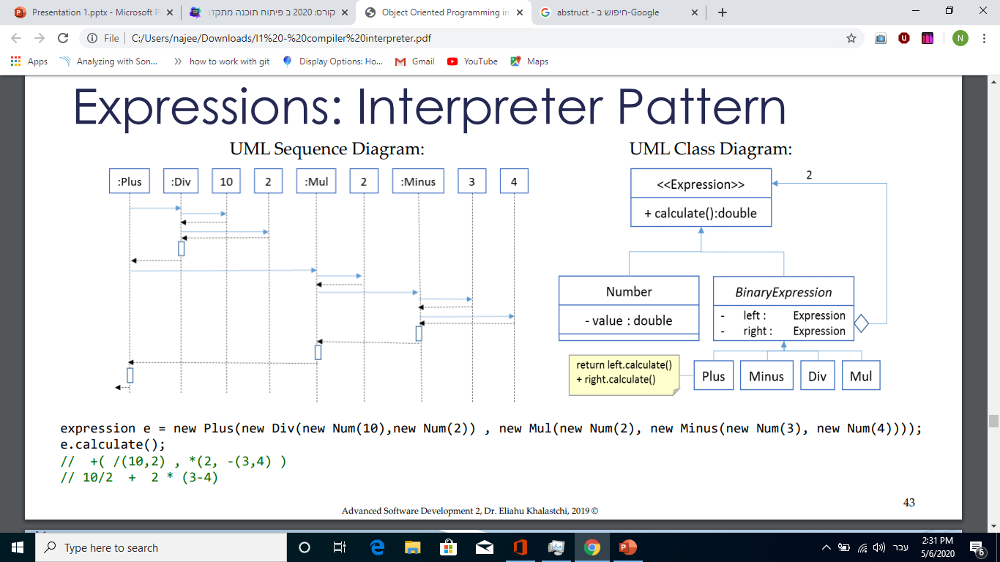 Presentation 1.pptx - Microsoft P
קורס: 2020 ב פיתוח תוכנה מתקדמ
Object Oriented Programming in
abstruct - חיפוש ב-Google
File
C:/Users/najee/Downloads/l1%20-%20compiler%20interpreter.pdf
N
Apps
Analyzing with Son...
how to work with git
Display Options: Ho...
Gmail
YouTube
Maps
Expressions: Interpreter Pattern
UML Sequence Diagram:
UML Class Diagram:
:Plus
:Div
10
2
:Mul
2
:Minus
3
4
2
<<Expression>>
+ calculate():double
Number
- value : double
BinaryExpression
- left : Expression
- right : Expression
return left.calculate()
+ right.calculate()
Plus
Minus
Div
Mul
expression e = new Plus(new Div(new Num(10),new Num(2)) , new Mul(new Num(2), new Minus(new Num(3), new Num(4))));
e.calculate();
// +( /(10,2) , *(2, -(3,4) )
// 10/2 + 2 * (3-4)
Advanced Software Development 2, Dr. Eliahu Khalastchi, 2019 ©
43
Type here to search
עבר
2:31 PM
5/6/2020
6